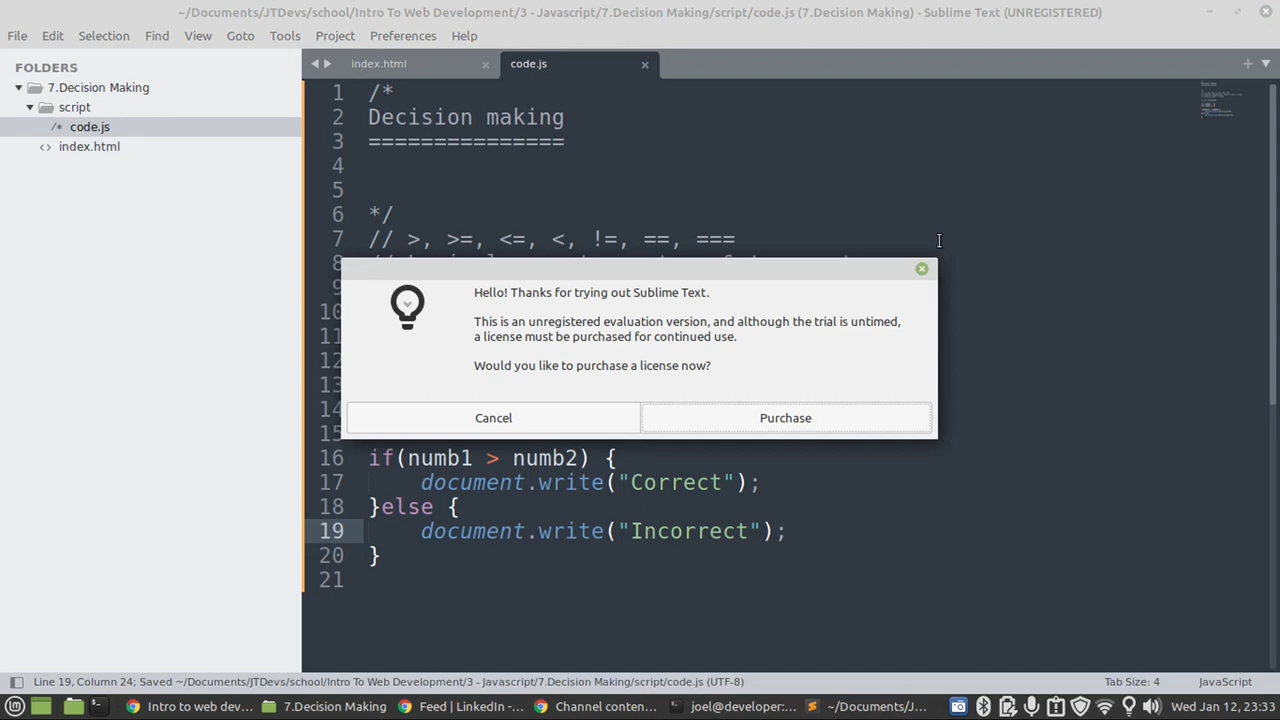 ~/Documents/JTDevs/school/Intro To Web Development/3 - Javascript/7.Decision Making/script/code.js (7.Decision Making) - Sublime Text (UNREGISTERED)
File Edit Selection Find View Goto Tools Project Preferences Help
FOLDERS
7.Decision Making
script
/* code.js
<> index.html
index.html code.js
1 /*
2 Decision making
3 ===============
4
5
6 */
7 // >, >=, <=, <, !=, ==, ===
8
Hello! Thanks for trying out Sublime Text.
This is an unregistered evaluation version, and although the trial is untimed,
a license must be purchased for continued use.
Would you like to purchase a license now?
Cancel Purchase
16 if(numb1 > numb2) {
17 document.write("Correct");
18 }else {
19 document.write("Incorrect");
20 }
21
Line 19, Column 24; Saved ~/Documents/JTDevs/school/Intro To Web Development/3 - Javascript/7.Decision Making/script/code.js (UTF-8) Tab Size: 4 JavaScript
Intro to web dev... 7.Decision Making Feed | LinkedIn -... Channel conten... joel@developer:... ~/Documents/J... Wed Jan 12, 23:33